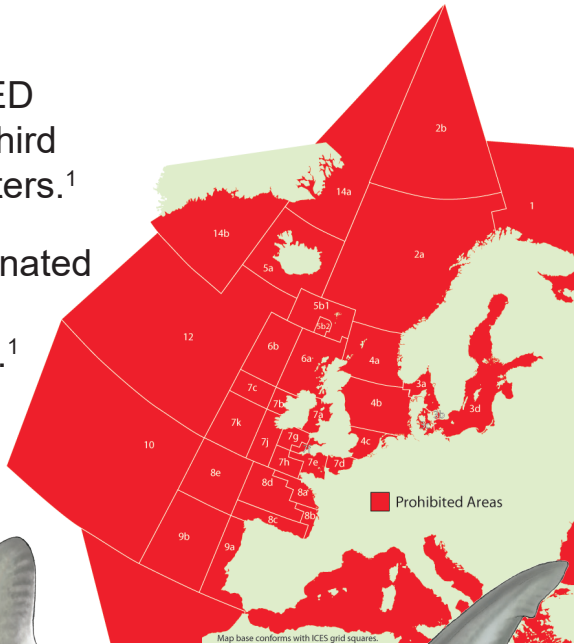 ED
hird
ters.¹
nated
.¹
2b
1
14a
14b
2a
5a
5b1
5b2
12
6b
6a
4a
3a
7c
7b
7a
4b
3d
10
7k
7j
7g
4c
7h
7e
7d
8e
8d
8a
8b
8c
9b
9a
Prohibited Areas
Map base conforms with ICES grid squares.